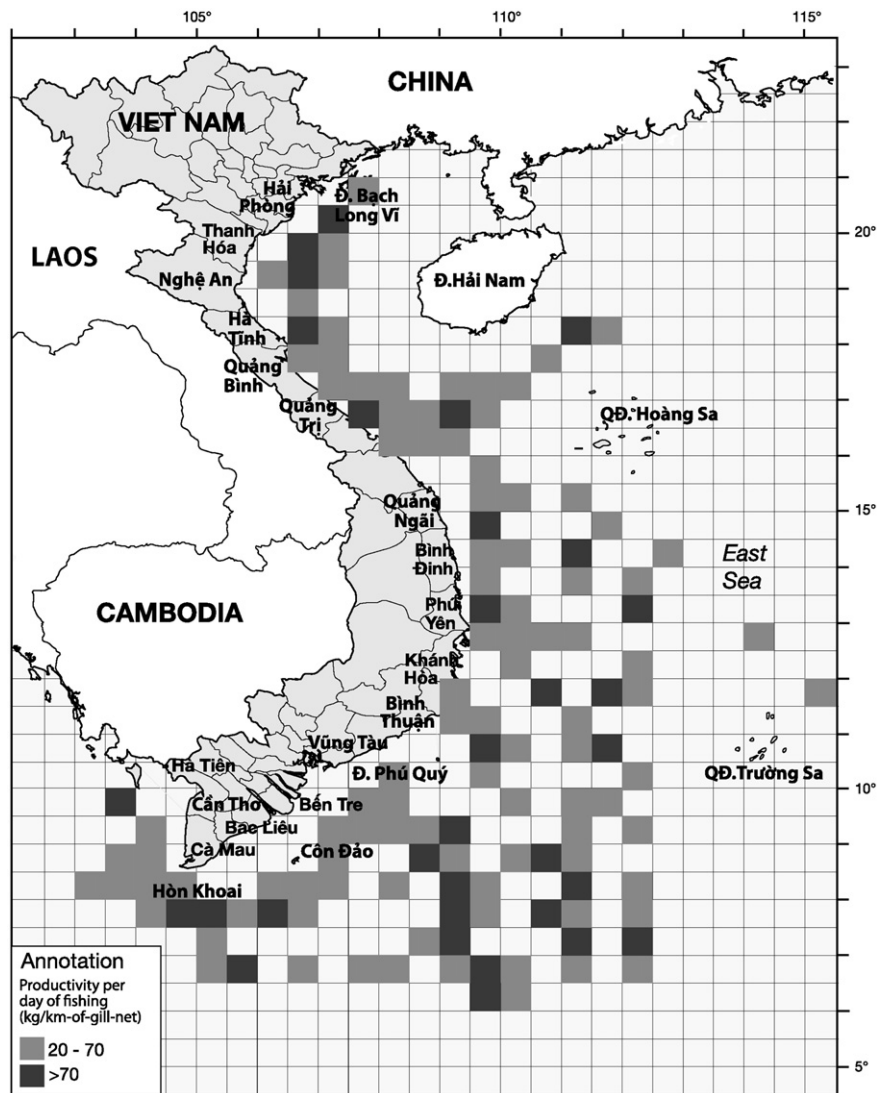 105°
110°
115°
CHINA
VIET NAM
Hải
Phòng
Đ. Bạch
Long Vĩ
Thanh
Hóa
20°
LAOS
Nghệ An
Đ.Hải Nam
Hà
Tĩnh
Quảng
Bình
Quảng
Trị
QĐ. Hoàng Sa
15°
Quảng
Ngãi
Bình
Đinh
East
Sea
CAMBODIA
Phú
Yên
Khánh
Hòa
Bình
Thuận
Vũng Tàu
Hà Tiên
Đ. Phú Quý
QĐ.Trường Sa
10°
Cần Thơ
Bến Tre
Bac Liêu
Cà Mau
Côn Đảo
Hòn Khoai
Annotation
Productivity per
day of fishing
(kg/km-of-gill-net)
20 - 70
>70
5°